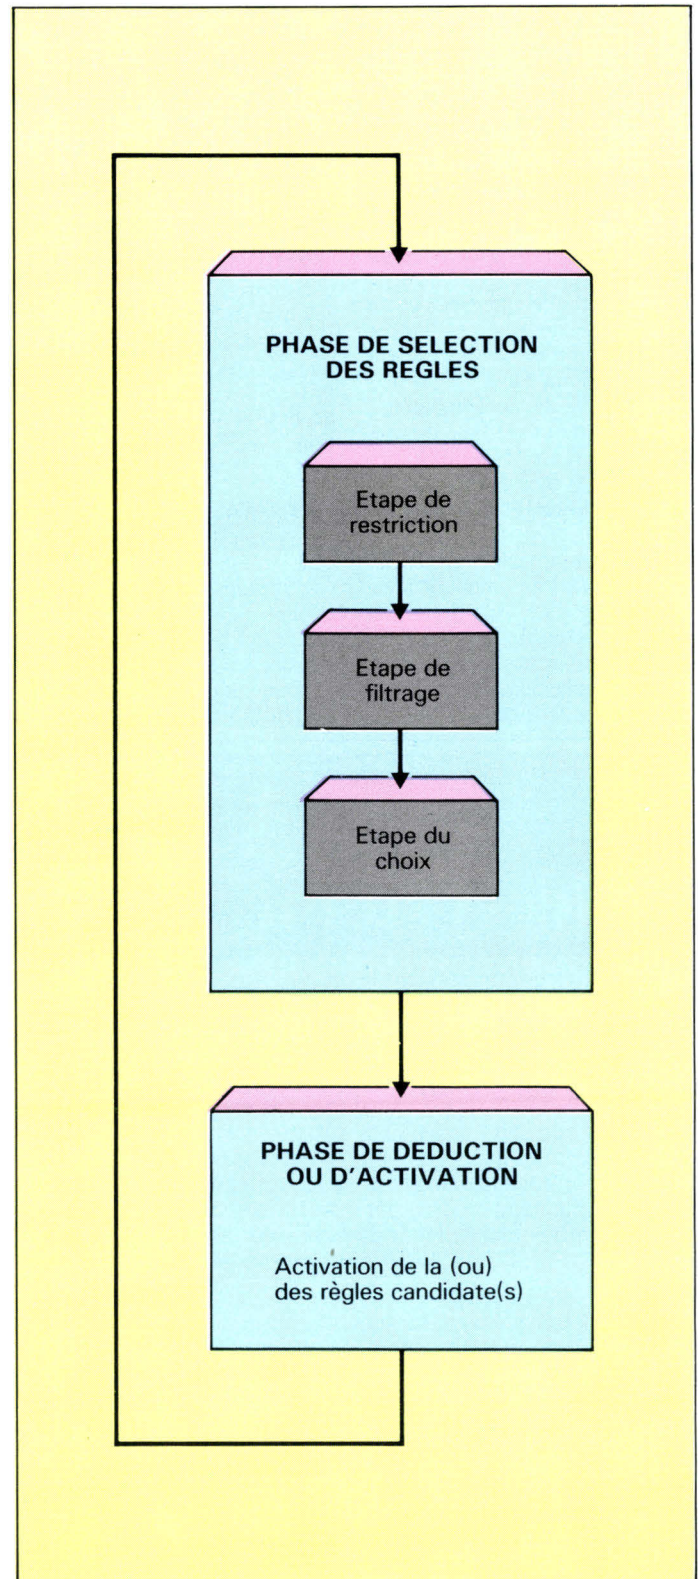 PHASE DE SELECTION
DES REGLES
Etape de
restriction
Etape de
filtrage
Etape du
choix
PHASE DE DEDUCTION
OU D'ACTIVATION
Activation de la (ou)
des règles candidate(s)